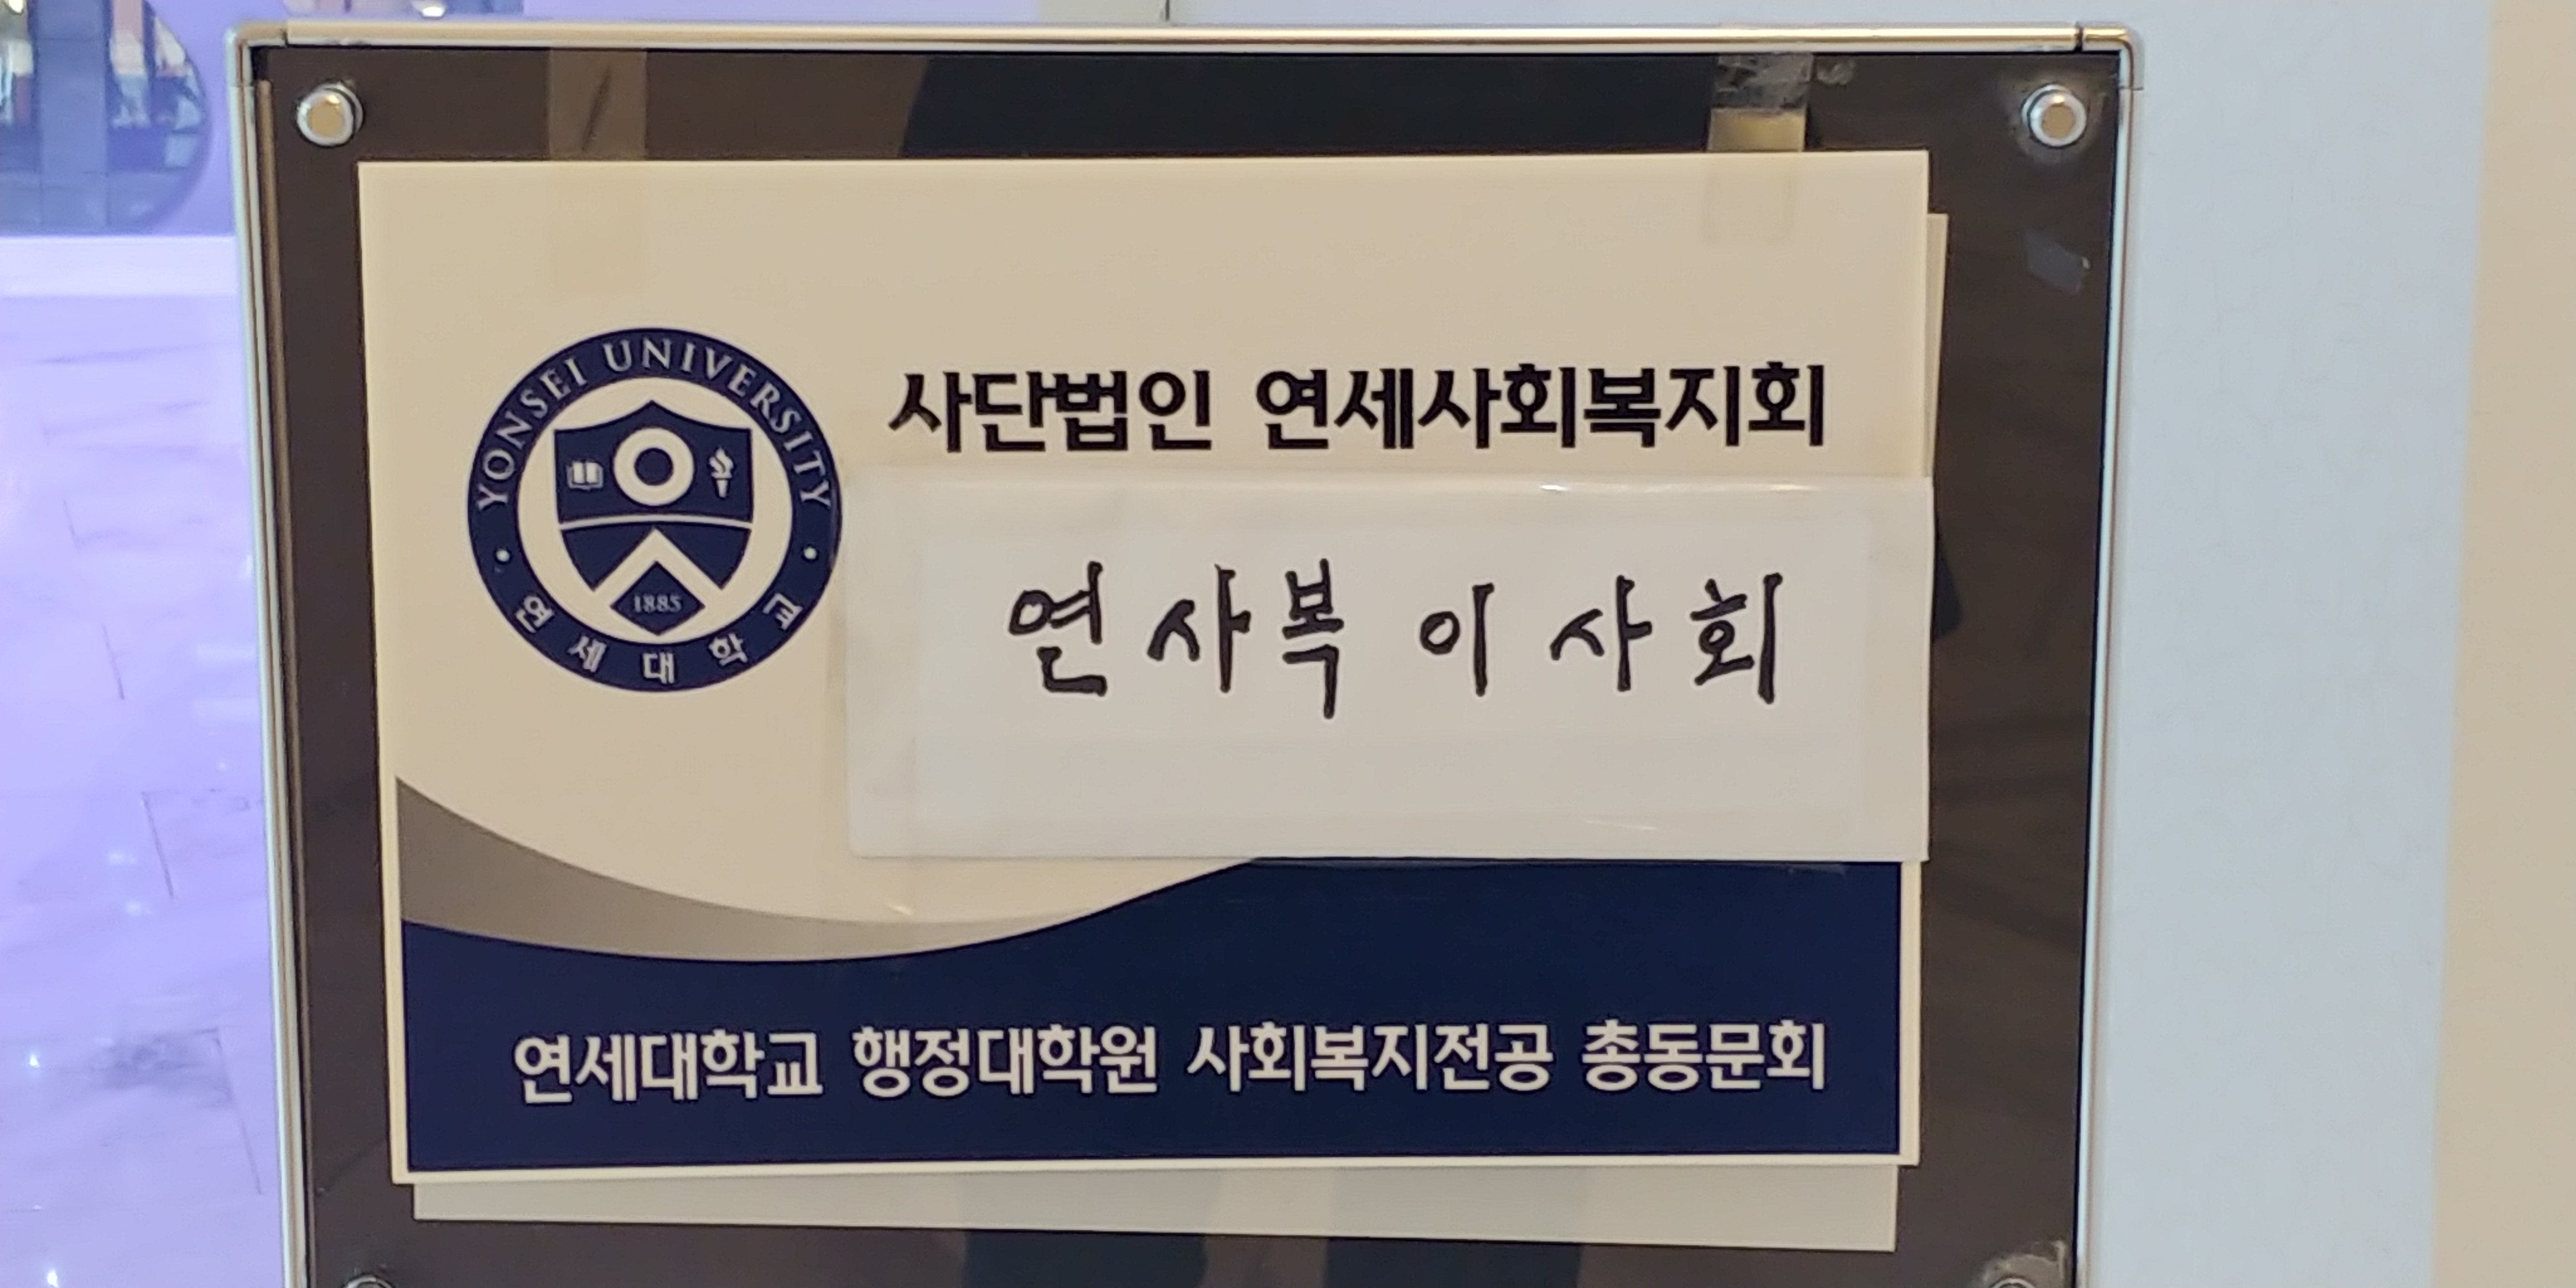 YONSEI UNIVERSITY
1885
연세대학교
사단법인 연세사회복지회
연사복 이사회
연세대학교 행정대학원 사회복지전공 총동문회